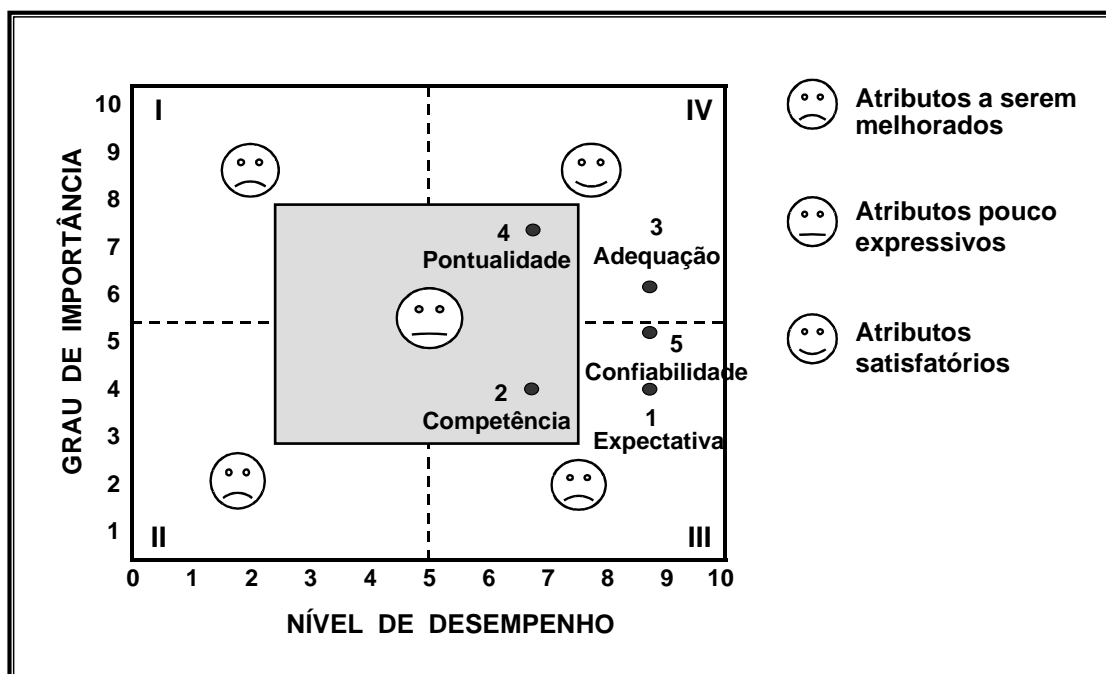 I
IV
10
9
8
7
6
5
4
3
2
1
GRAU DE IMPORTÂNCIA
4
Pontualidade
3
Adequação
5
Confiabilidade
2
Competência
1
Expectativa
II
III
0 2 3 4 5 6 7 8 9 10
NÍVEL DE DESEMPENHO
Atributos a serem
melhorados
Atributos pouco
expressivos
Atributos
satisfatórios